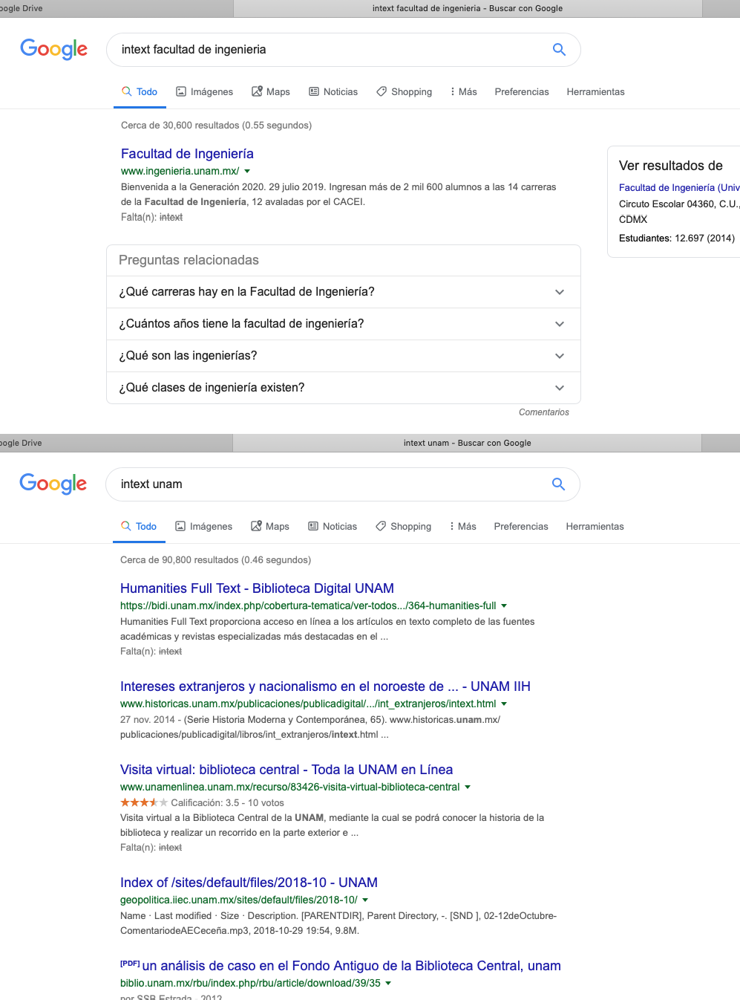 oogle Drive
intext facultad de ingenieria - Buscar con Google
Google
intext facultad de ingenieria
Todo
Imágenes
Maps
Noticias
Shopping
Más
Preferencias
Herramientas
Cerca de 30,600 resultados (0.55 segundos)
Facultad de Ingeniería
www.ingenieria.unam.mx/
Bienvenida a la Generación 2020. 29 julio 2019. Ingresan más de 2 mil 600 alumnos a las 14 carreras
de la Facultad de Ingeniería, 12 avaladas por el CACEI.
Falta(n): intext
Ver resultados de
Facultad de Ingeniería (Univ
Circuto Escolar 04360, C.U.,
CDMX
Estudiantes: 12.697 (2014)
Preguntas relacionadas
¿Qué carreras hay en la Facultad de Ingeniería?
¿Cuántos años tiene la facultad de ingeniería?
¿Qué son las ingenierías?
¿Qué clases de ingeniería existen?
Comentarios
oogle Drive
intext unam - Buscar con Google
Google
intext unam
Todo
Imágenes
Maps
Noticias
Shopping
Más
Preferencias
Herramientas
Cerca de 90,800 resultados (0.46 segundos)
Humanities Full Text - Biblioteca Digital UNAM
https://bidi.unam.mx/index.php/cobertura-tematica/ver-todos.../364-humanities-full
Humanities Full Text proporciona acceso en línea a los artículos en texto completo de las fuentes
académicas y revistas especializadas más destacadas en el ...
Falta(n): intext
Intereses extranjeros y nacionalismo en el noroeste de ... - UNAM IIH
www.historicas.unam.mx/publicaciones/publicadigital/.../int_extranjeros/intext.html
27 nov. 2014 - (Serie Historia Moderna y Contemporánea, 65). www.historicas.unam.mx/
publicaciones/publicadigital/libros/int_extranjeros/intext.html ...
Visita virtual: biblioteca central - Toda la UNAM en Línea
www.unamenlinea.unam.mx/recurso/83426-visita-virtual-biblioteca-central
Calificación: 3.5 - 10 votos
Visita virtual a la Biblioteca Central de la UNAM, mediante la cual se podrá conocer la historia de la
biblioteca y realizar un recorrido en la parte exterior e ...
Falta(n): intext
Index of /sites/default/files/2018-10 - UNAM
geopolitica.iiec.unam.mx/sites/default/files/2018-10/
Name · Last modified · Size · Description. [PARENTDIR], Parent Directory, -. [SND ], 02-12deOctubre-
ComentariodeAECeceña.mp3, 2018-10-29 19:54, 9.8M.
[PDF] un análisis de caso en el Fondo Antiguo de la Biblioteca Central, unam
biblio.unam.mx/rbu/index.php/rbu/article/download/39/35
por SSB Estrada - 2012